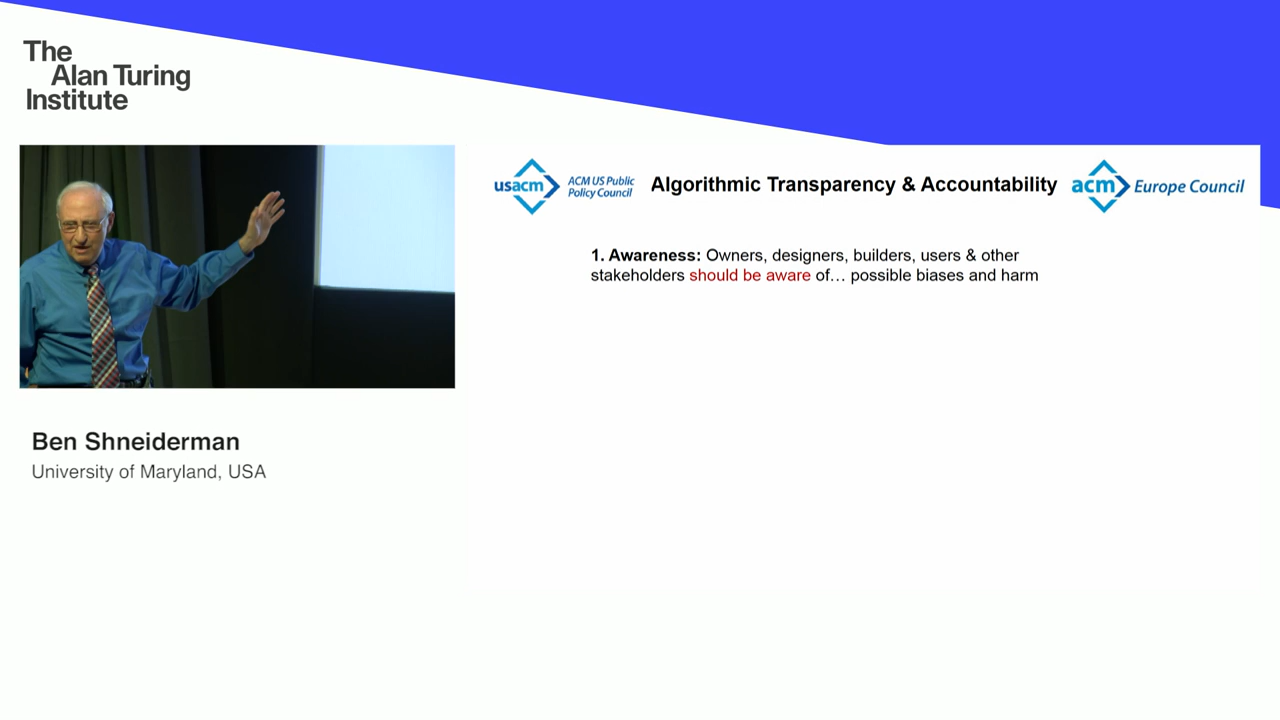 The
Alan Turing
Institute
usacm
ACM US Public
Policy Council
Algorithmic Transparency & Accountability
acm
Europe Council
1. Awareness: Owners, designers, builders, users & other
stakeholders should be aware of… possible biases and harm
Ben Shneiderman
University of Maryland, USA